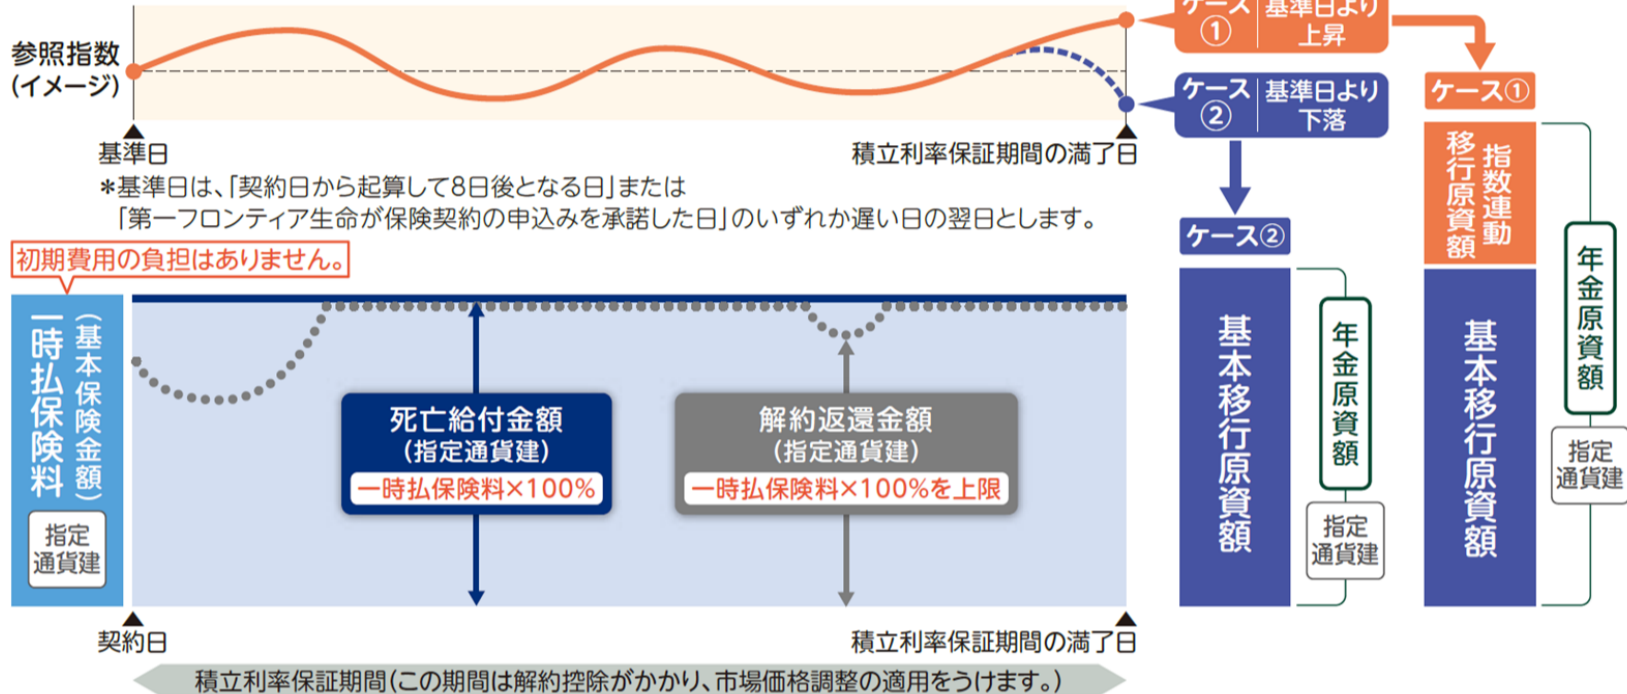 参照指数
(イメージ)
ケース
①
基準日より
上昇
ケース
②
基準日より
下落
基準日
積立利率保証期間の満了日
*基準日は、「契約日から起算して8日後となる日」または
「第一フロンティア生命が保険契約の申込みを承諾した日」のいずれか遅い日の翌日とします。
初期費用の負担はありません。
一時払保険料
(基本保険金額)
指定
通貨建
死亡給付金額
(指定通貨建)
一時払保険料×100%
解約返還金額
(指定通貨建)
一時払保険料×100%を上限
契約日
積立利率保証期間の満了日
積立利率保証期間(この期間は解約控除がかかり、市場価格調整の適用をうけます。)
ケース②
基本移行原資額
年金原資額
指定
通貨建
ケース①
指数連動
移行原資額
基本移行原資額
年金原資額
指定
通貨建